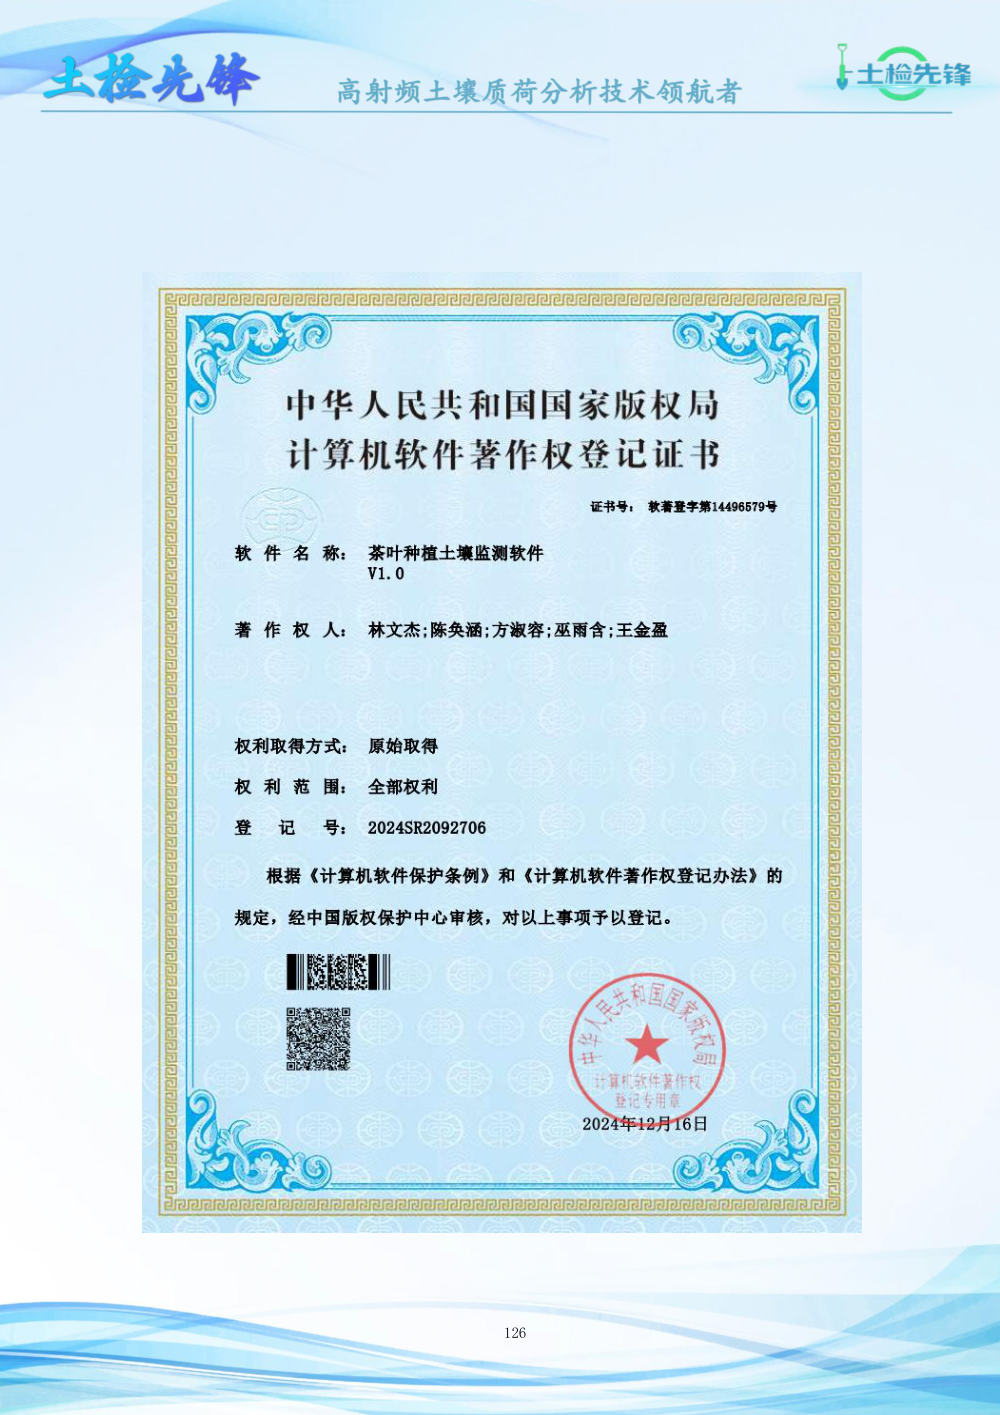 土检先锋
高射频土壤质荷分析技术领航者
土检先锋
中华人民共和国国家版权局
计算机软件著作权登记证书
证书号： 软著登字第14496579号
软件名称： 茶叶种植土壤监测软件
V1.0
著作权人： 林文杰;陈奂涵;方淑容;巫雨含;王金盈
权利取得方式： 原始取得
权利范围： 全部权利
登记号： 2024SR2092706
根据《计算机软件保护条例》和《计算机软件著作权登记办法》的
规定，经中国版权保护中心审核，对以上事项予以登记。
中华人民共和国国家版权局
计算机软件著作权
登记专用章
2024年12月16日
126